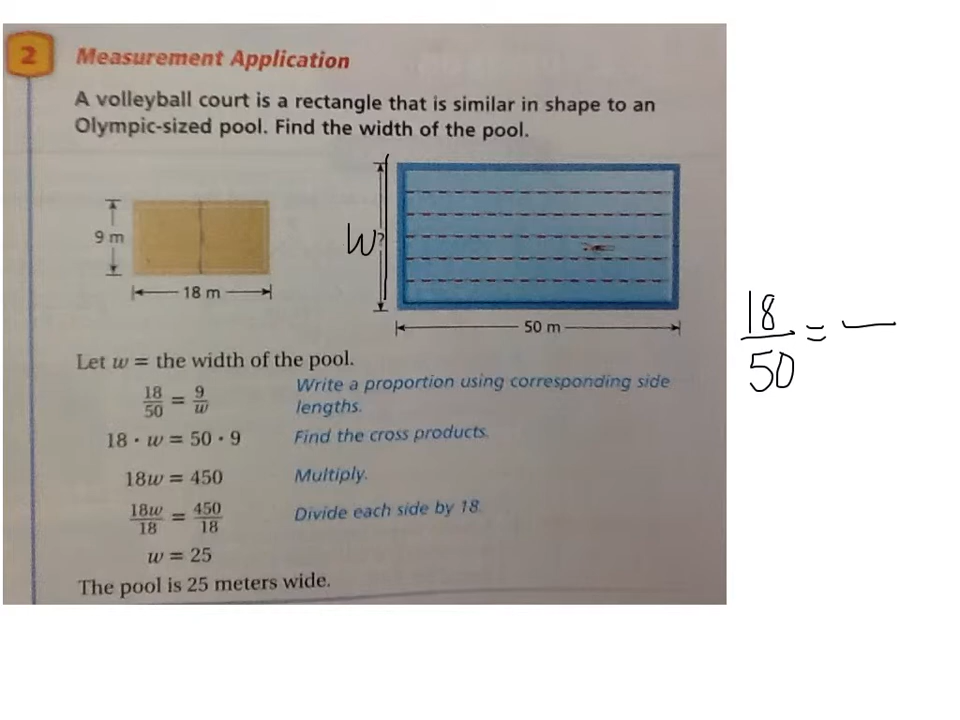 2 Measurement Application
A volleyball court is a rectangle that is similar in shape to an
Olympic-sized pool. Find the width of the pool.
9 m
18 m
W
?
50 m
Let w = the width of the pool.
18/50 = 9/w Write a proportion using corresponding side
lengths.
18 · w = 50 · 9 Find the cross products.
18w = 450 Multiply.
18w/18 = 450/18 Divide each side by 18.
w = 25
The pool is 25 meters wide.
18/50 = —